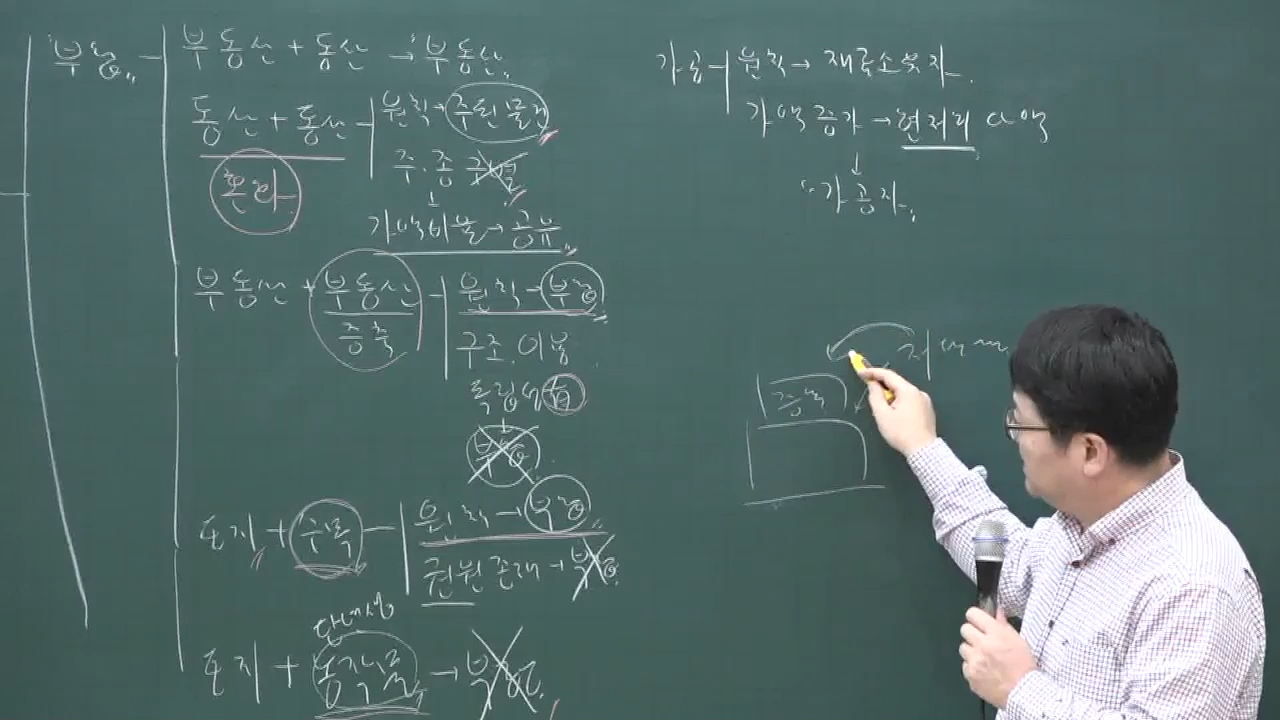 "부합" 부동산 + 동산 → "부동산"
동산 + 동산 원칙 → 주된 물건
혼화 주·종 구별
↓
가액비율 → 공유"
부동산 + 부동산 원칙 → 부합
증축 구조, 이용
독립성 有
↓
부합
토지 + 수목 원칙 → 부합
권원 존재 → 부합
단년생
토지 + 농작물 → 부합
가공 원칙 → 재료소유자
가액증가 → 현저히 다액
↓
"가공자"
저
증축